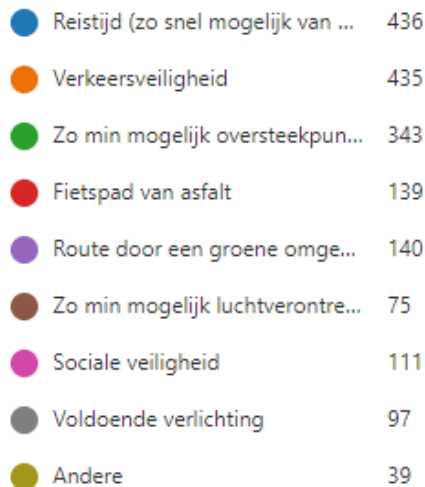 Reistijd (zo snel mogelijk van ... 436
Verkeersveiligheid 435
Zo min mogelijk oversteekpun... 343
Fietspad van asfalt 139
Route door een groene omge... 140
Zo min mogelijk luchtverontre... 75
Sociale veiligheid 111
Voldoende verlichting 97
Andere 39